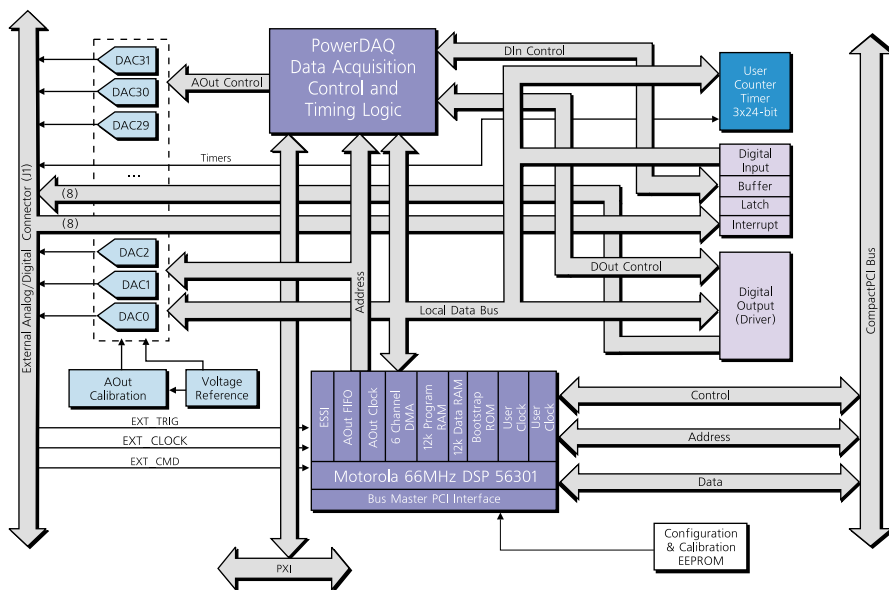 PowerDAQ
Data Acquisition
Control and
Timing Logic
DAC31
DAC30
DAC29
...
DAC2
DAC1
DAC0
AOut Control
DIn Control
User
Counter
Timer
3x24-bit
Timers
Digital
Input
Buffer
Latch
Interrupt
(8)
(8)
DOut Control
Digital
Output
(Driver)
Address
Local Data Bus
External Analog/Digital Connector (J1)
CompactPCI Bus
AOut
Calibration
Voltage
Reference
EXT_TRIG
EXT_CLOCK
EXT_CMD
ESSI
AOut FIFO
AOut Clock
6 Channel
DMA
12k Program
RAM
12k Data RAM
Bootstrap
ROM
User
Clock
User
Clock
Motorola 66MHz DSP 56301
Bus Master PCI Interface
Control
Address
Data
Configuration
& Calibration
EEPROM
PXI